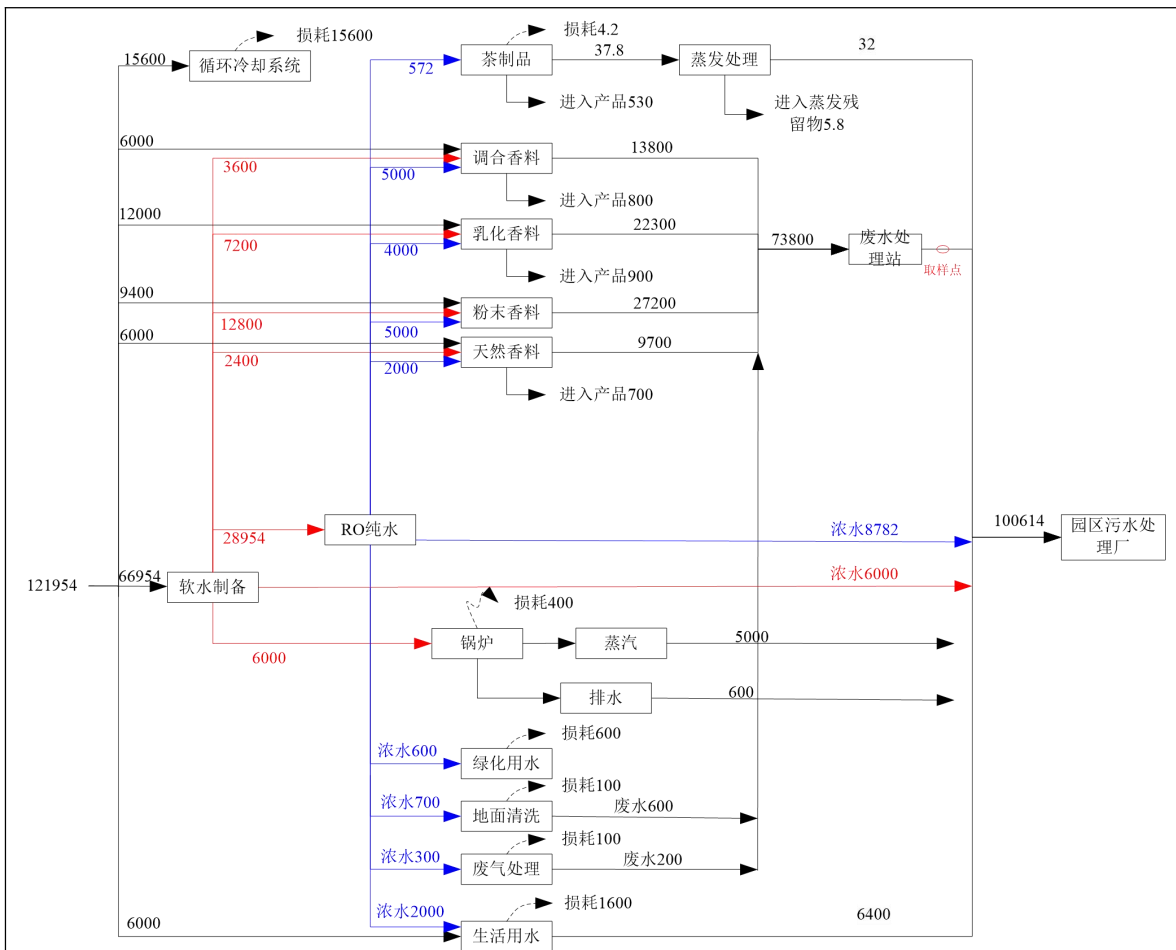 损耗15600
15600
循环冷却系统
572
损耗4.2
茶制品
37.8
蒸发处理
32
进入产品530
进入蒸发残
留物5.8
6000
3600
5000
调合香料
13800
进入产品800
12000
7200
4000
乳化香料
22300
73800
废水处
理站
取样点
进入产品900
9400
12800
5000
粉末香料
27200
6000
2400
2000
天然香料
9700
进入产品700
28954
RO纯水
浓水8782
100614
园区污水处
理厂
121954
66954
软水制备
浓水6000
损耗400
6000
锅炉
蒸汽
5000
排水
600
损耗600
浓水600
绿化用水
损耗100
浓水700
地面清洗
废水600
损耗100
浓水300
废气处理
废水200
浓水2000
损耗1600
6000
生活用水
6400